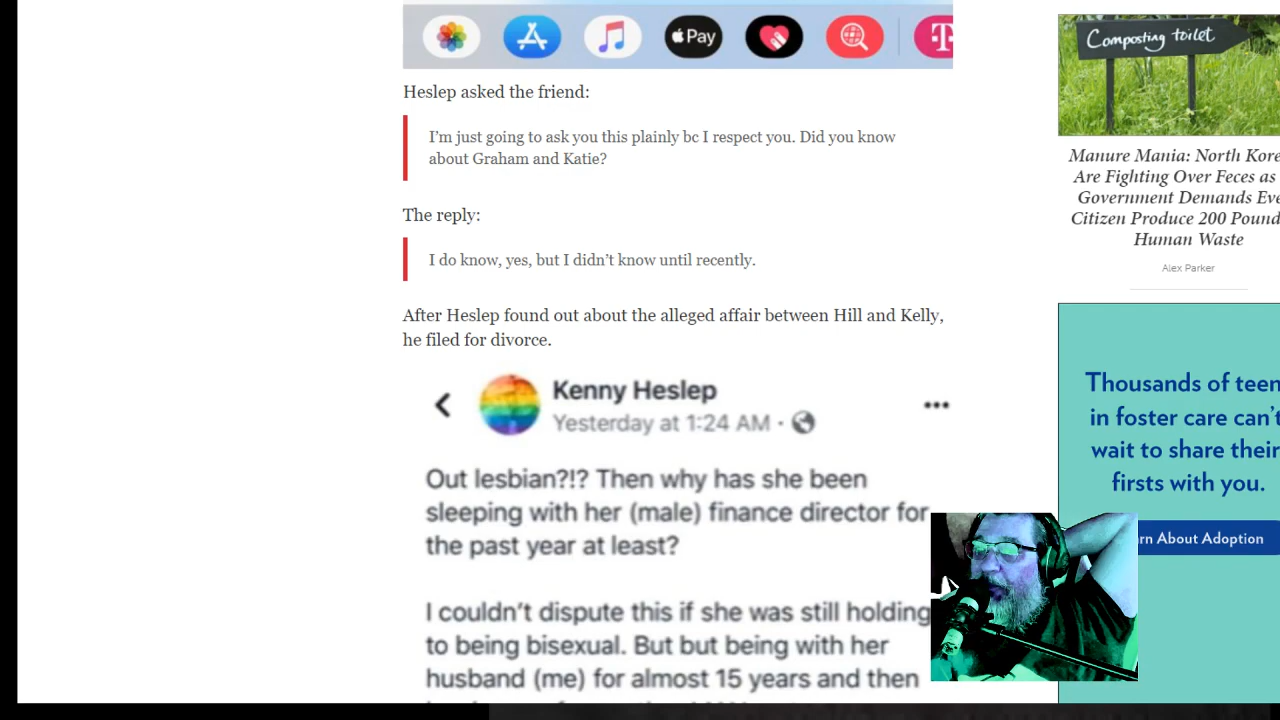 Pay
T
Heslep asked the friend:
I'm just going to ask you this plainly bc I respect you. Did you know
about Graham and Katie?
The reply:
I do know, yes, but I didn't know until recently.
After Heslep found out about the alleged affair between Hill and Kelly,
he filed for divorce.
Kenny Heslep
Yesterday at 1:24 AM ·
Out lesbian?!? Then why has she been
sleeping with her (male) finance director for
the past year at least?
I couldn't dispute this if she was still holding
to being bisexual. But but being with her
husband (me) for almost 15 years and then
Composting toilet
Manure Mania: North Kore
Are Fighting Over Feces as
Government Demands Eve
Citizen Produce 200 Pound
Human Waste
Alex Parker
Thousands of teen
in foster care can't
wait to share their
firsts with you.
rn About Adoption